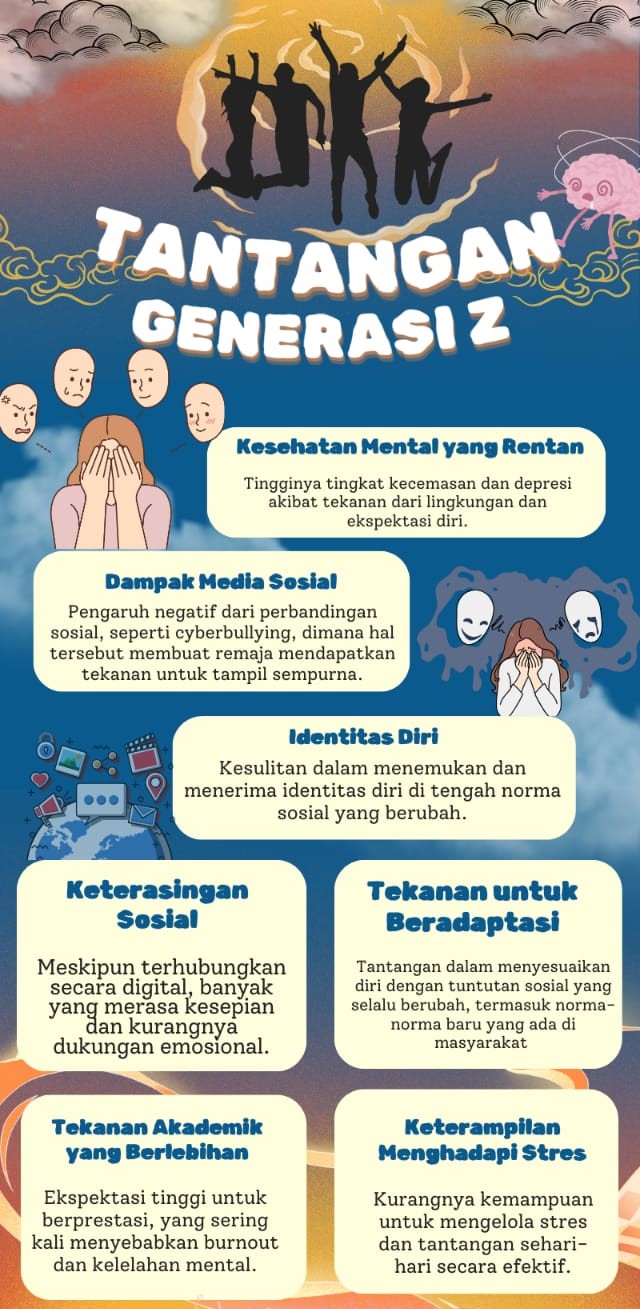 TANTANGAN
GENERASI Z
Kesehatan Mental yang Rentan
Tingginya tingkat kecemasan dan depresi
akibat tekanan dari lingkungan dan
ekspektasi diri.
Dampak Media Sosial
Pengaruh negatif dari perbandingan
sosial, seperti cyberbullying, dimana hal
tersebut membuat remaja mendapatkan
tekanan untuk tampil sempurna.
Identitas Diri
Kesulitan dalam menemukan dan
menerima identitas diri di tengah norma
sosial yang berubah.
Keterasingan
Sosial
Meskipun terhubungkan
secara digital, banyak
yang merasa kesepian
dan kurangnya
dukungan emosional.
Tekanan untuk
Beradaptasi
Tantangan dalam menyesuaikan
diri dengan tuntutan sosial yang
selalu berubah, termasuk norma-
norma baru yang ada di
masyarakat
Tekanan Akademik
yang Berlebihan
Ekspektasi tinggi untuk
berprestasi, yang sering
kali menyebabkan burnout
dan kelelahan mental.
Keterampilan
Menghadapi Stres
Kurangnya kemampuan
untuk mengelola stres
dan tantangan sehari-
hari secara efektif.